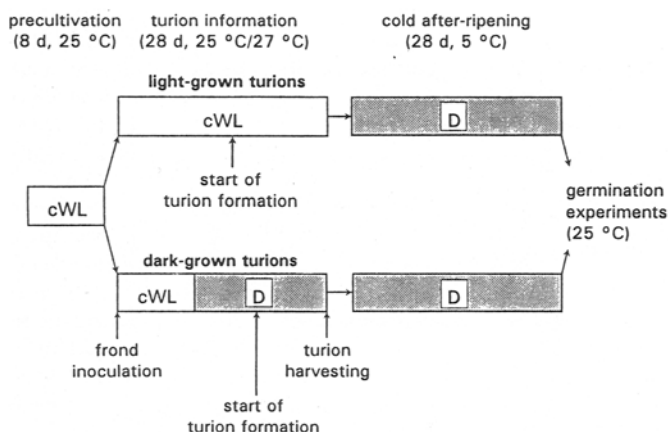 precultivation
(8 d, 25 °C)
turion information
(28 d, 25 °C/27 °C)
cold after-ripening
(28 d, 5 °C)
light-grown turions
cWL
D
start of
turion formation
cWL
germination
experiments
(25 °C)
dark-grown turions
cWL
D
D
frond
inoculation
turion
harvesting
start of
turion formation